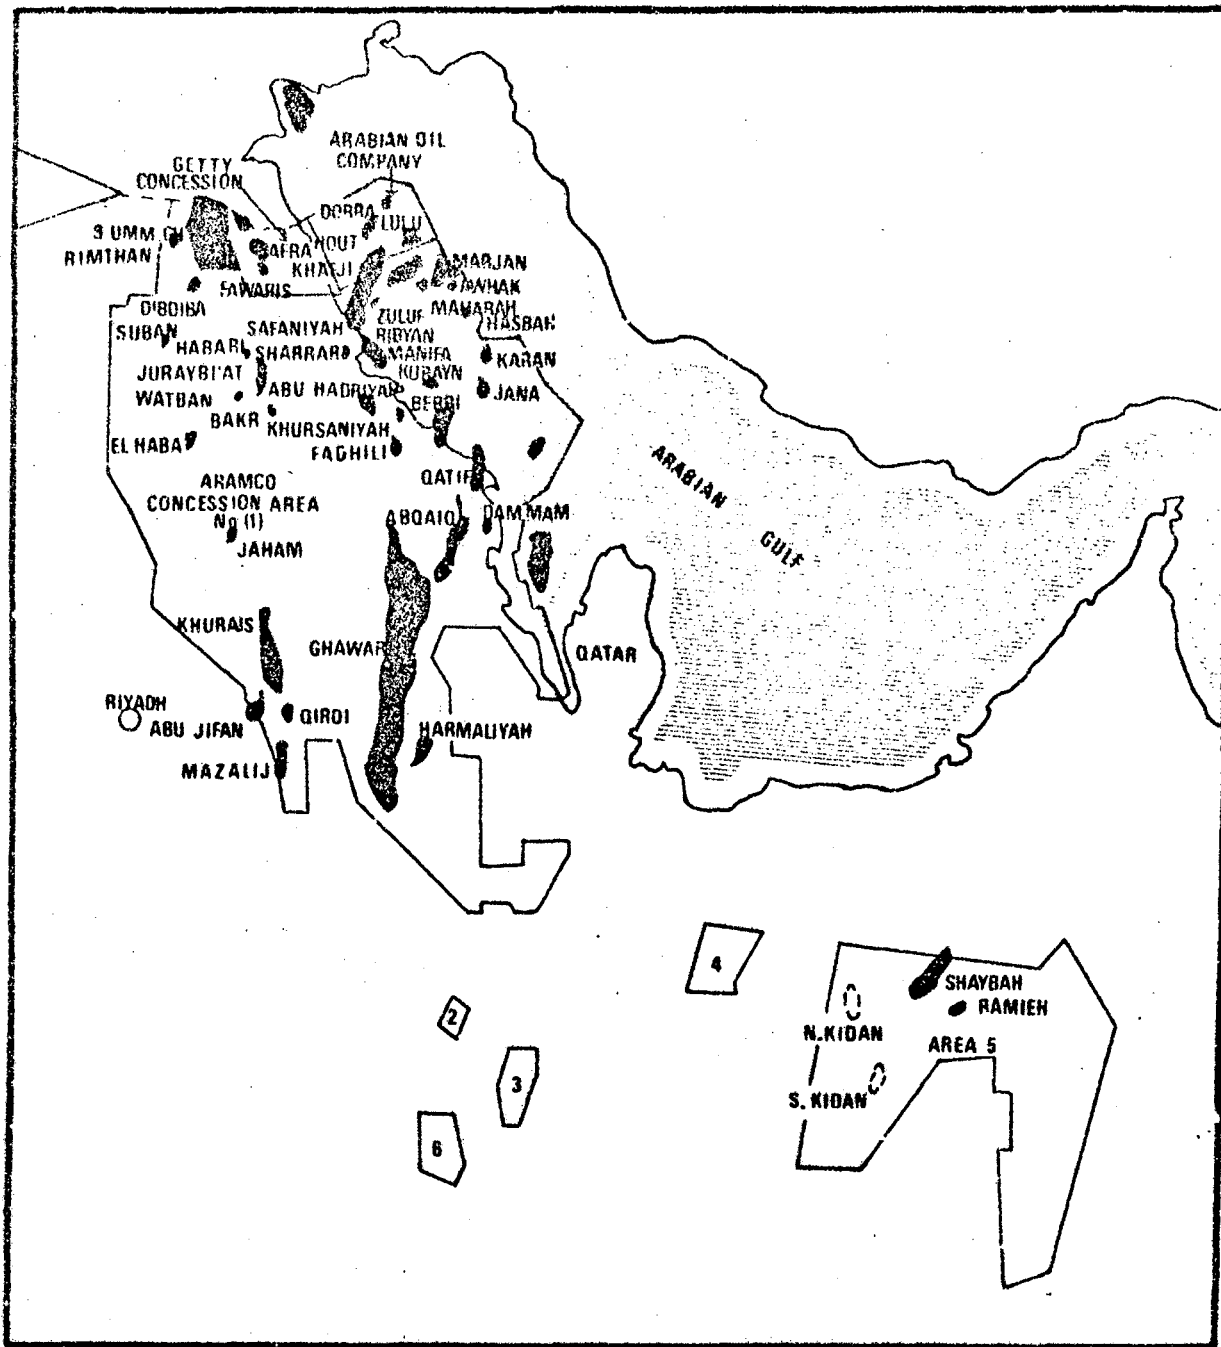 ARABIAN OIL
COMPANY
GETTY
CONCESSION
DORRA
LULU
S UMM GU
RIMTHAN
HOUT
KHAFJI
MARJAN
FAWARIS
MAHARAH
DIBDIBA
ZULUF
HASBAH
SUBAN
SAFANIYAH
RIBYAN
HABARI
SHARRAR
MANIFA
KARAN
KURAYN
JURAYBI'AT
ABU HADRIYAH
JANA
WATBAN
BERRI
BAKR
KHURSANIYAH
EL HABA
FADHILI
ARABIAN
GULF
QATIF
ARAMCO
CONCESSION AREA
No (1)
ABQAIQ
DAMMAM
JAHAM
KHURAIS
GHAWAR
QATAR
RIYADH
ABU JIFAN
QIRDI
HARMALIYAH
MAZALIJ
4
SHAYBAH
RAMIEH
2
N.KIDAN
AREA 5
3
S. KIDAN
6